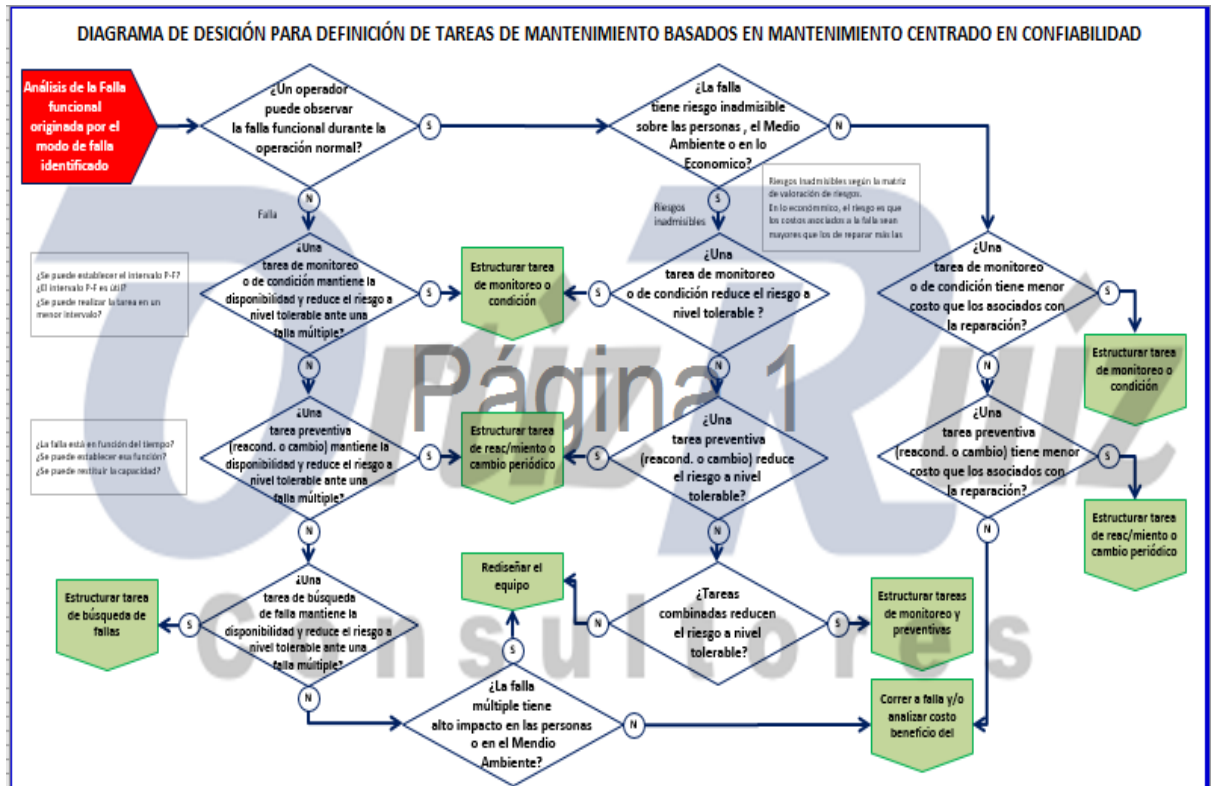 DIAGRAMA DE DESICIÓN PARA DEFINICIÓN DE TAREAS DE MANTENIMIENTO BASADOS EN MANTENIMIENTO CENTRADO EN CONFIABILIDAD
Análisis de la Falla
funcional
originada por el
modo de falla
identificado
¿Un operador
puede observar
la falla funcional durante la
operación normal?
S
¿La falla
tiene riesgo inadmisible
sobre las personas , el Medio
Ambiente o en lo
Economico?
N
Riesgos Inadmisibles según la matriz
de valoración de riesgos.
En lo económmico, el riesgo es que
los costos asociados a la falla sean
mayores que los de reparar más las
N
Falla
S
Riesgos
inadmisibles
¿Se puede establecer el intervalo P-F?
¿El intervalo P-F es útil?
¿Se puede realizar la tarea en un
menor intervalo?
¿Una
tarea de monitoreo
o de condición mantiene la
disponibilidad y reduce el riesgo a
nivel tolerable ante una
falla múltiple?
S
Estructurar tarea
de monitoreo o
condición
S
¿Una
tarea de monitoreo
o de condición reduce el riesgo a
nivel tolerable ?
¿Una
tarea de monitoreo
o de condición tiene menor
costo que los asociados con
la reparación?
S
Estructurar tarea
de monitoreo o
condición
N
N
N
Página 1
Ortiz Ruiz
Consultores
¿La falla está en función del tiempo?
¿Se puede establecer esa función?
¿Se puede restituir la capacidad?
¿Una
tarea preventiva
(reacond. o cambio) mantiene la
disponibilidad y reduce el riesgo a
nivel tolerable ante una
falla múltiple?
S
Estructurar tarea
de reac/miento o
cambio periódico
S
¿Una
tarea preventiva
(reacond. o cambio) reduce
el riesgo a nivel
tolerable?
¿Una
tarea preventiva
(reacond. o cambio) tiene menor
costo que los asociados con
la reparación?
S
Estructurar tarea
de reac/miento o
cambio periódico
N
N
N
Estructurar tarea
de búsqueda de
fallas
S
¿Una
tarea de búsqueda
de falla mantiene la
disponibilidad y reduce el riesgo a
nivel tolerable ante una
falla múltiple?
Rediseñar el
equipo
N
¿Tareas
combinadas reducen
el riesgo a nivel
tolerable?
S
Estructurar tareas
de monitoreo y
preventivas
N
S
¿La falla
múltiple tiene
alto impacto en las personas
o en el Mendio
Ambiente?
N
Correr a falla y/o
analizar costo
beneficio del